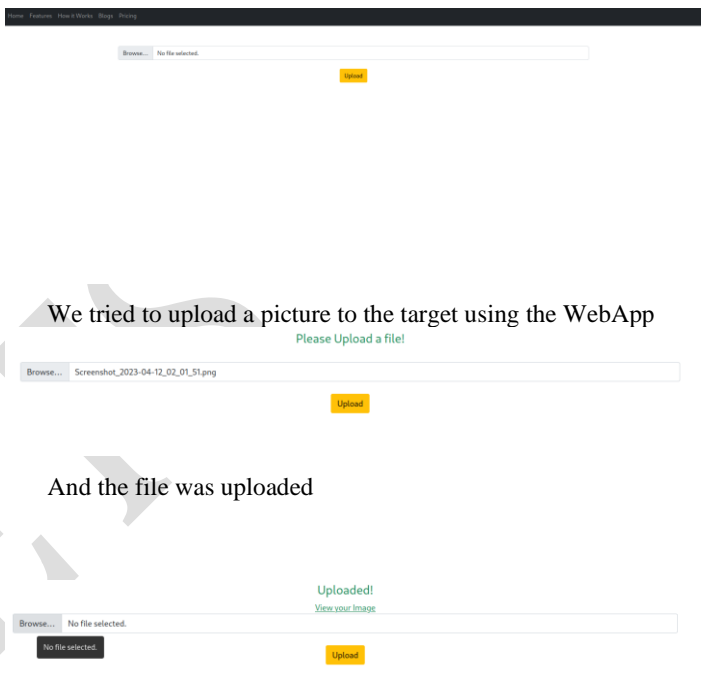 Home Features How it Works Blogs Pricing
Browse... No file selected.
Upload
We tried to upload a picture to the target using the WebApp
Please Upload a file!
Browse... Screenshot_2023-04-12_02_01_51.png
Upload
And the file was uploaded
Uploaded!
View your Image
Browse... No file selected.
No file selected.
Upload